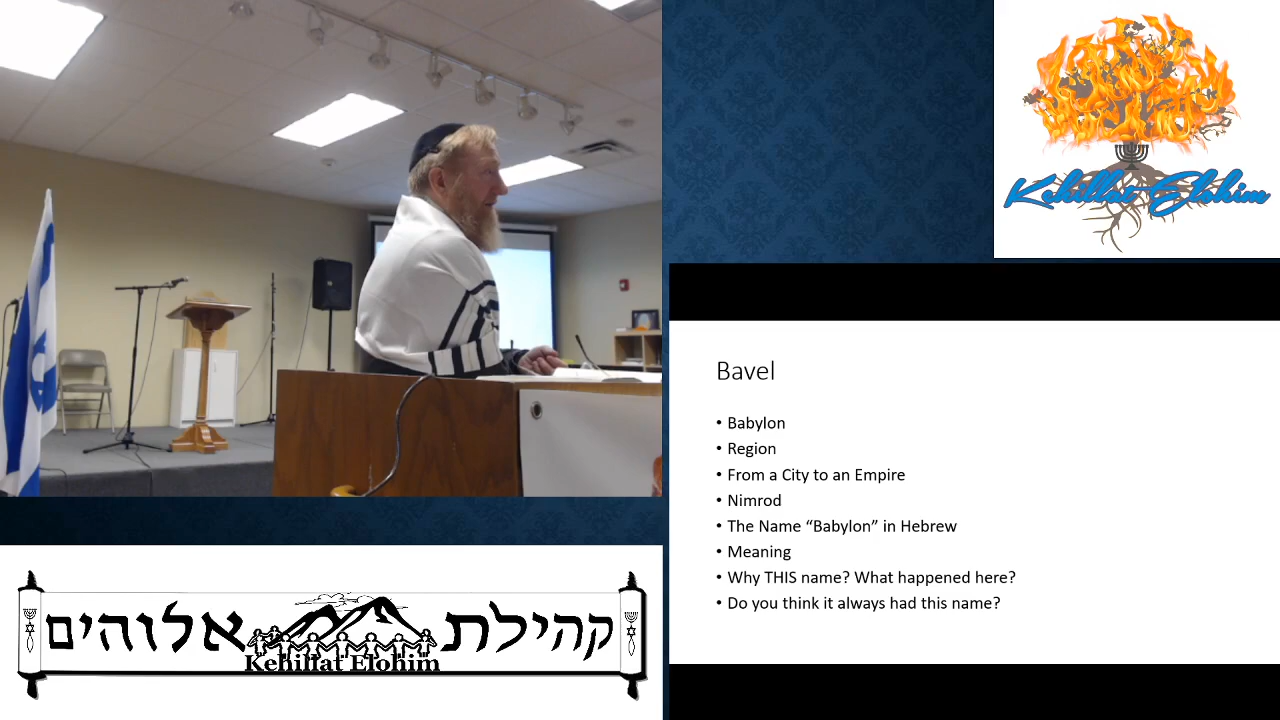 Kehillat Elohim
Bavel
• Babylon
• Region
• From a City to an Empire
• Nimrod
• The Name “Babylon” in Hebrew
• Meaning
• Why THIS name? What happened here?
• Do you think it always had this name?
קהילת אלוהים
Kehillat Elohim